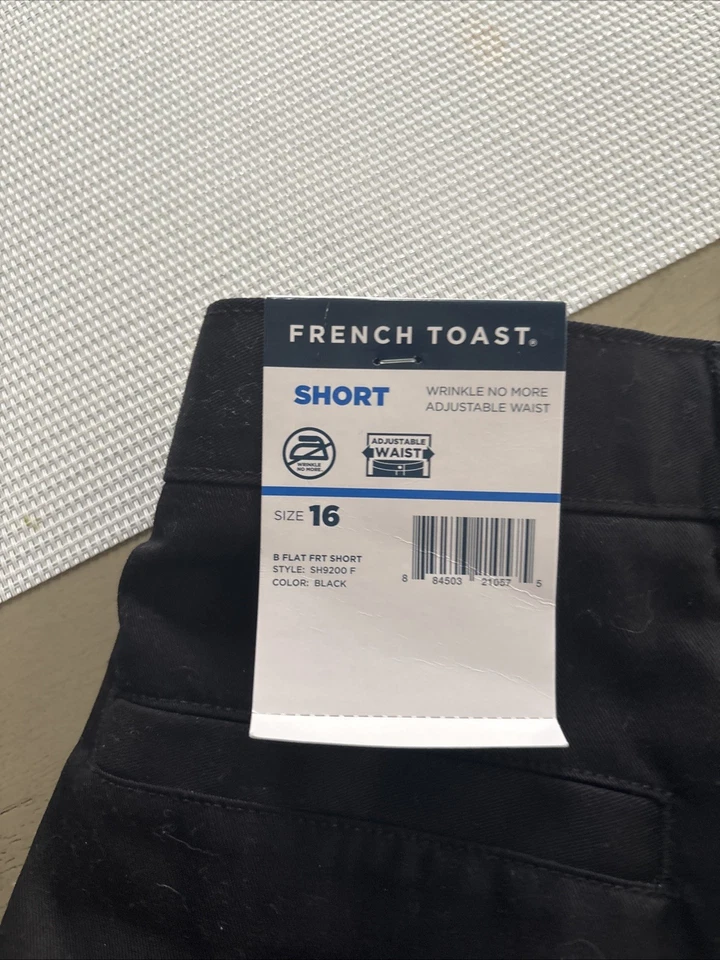 FRENCH TOAST®
SHORT
WRINKLE NO MORE
ADJUSTABLE WAIST
WRINKLE
NO MORE.
ADJUSTABLE
WAIST
SIZE 16
B FLAT FRT SHORT
STYLE: SH9200 F
COLOR: BLACK
8 84503 21057 5